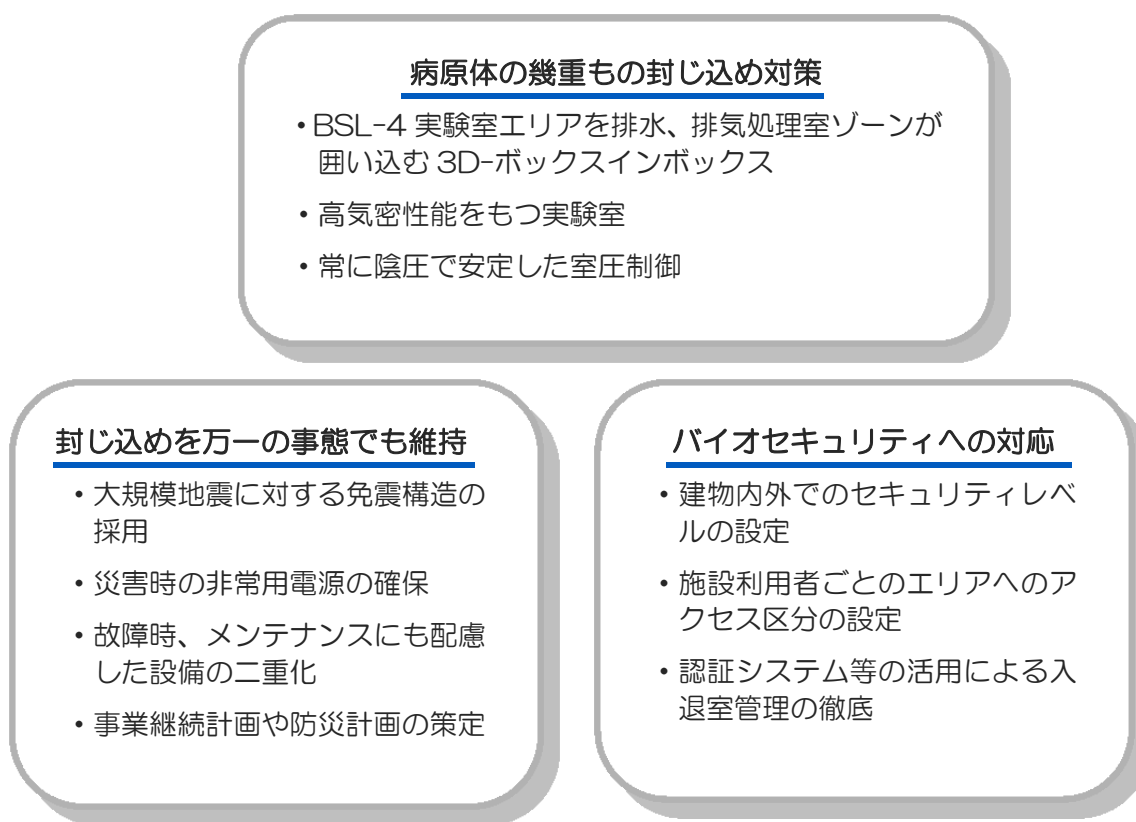 病原体の幾重もの封じ込め対策
・BSL-4 実験室エリアを排水、排気処理室ゾーンが
囲い込む 3D-ボックスインボックス
・高気密性能をもつ実験室
・常に陰圧で安定した室圧制御
封じ込めを万一の事態でも維持
・大規模地震に対する免震構造の
採用
・災害時の非常用電源の確保
・故障時、メンテナンスにも配慮
した設備の二重化
・事業継続計画や防災計画の策定
バイオセキュリティへの対応
・建物内外でのセキュリティレベ
ルの設定
・施設利用者ごとのエリアへのア
クセス区分の設定
・認証システム等の活用による入
退室管理の徹底